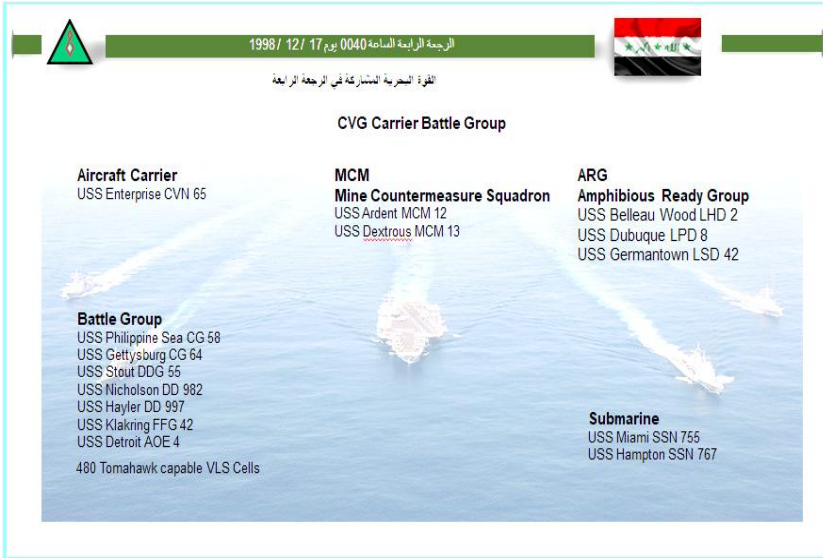 الرجعة الرابعة الساعة 0040 يوم 17 / 12 / 1998
القوة البحرية المشاركة في الرجعة الرابعة
CVG Carrier Battle Group
Aircraft Carrier
USS Enterprise CVN 65
MCM
Mine Countermeasure Squadron
USS Ardent MCM 12
USS Dextrous MCM 13
ARG
Amphibious Ready Group
USS Belleau Wood LHD 2
USS Dubuque LPD 8
USS Germantown LSD 42
Battle Group
USS Philippine Sea CG 58
USS Gettysburg CG 64
USS Stout DDG 55
USS Nicholson DD 982
USS Hayler DD 997
USS Klakring FFG 42
USS Detroit AOE 4
480 Tomahawk capable VLS Cells
Submarine
USS Miami SSN 755
USS Hampton SSN 767